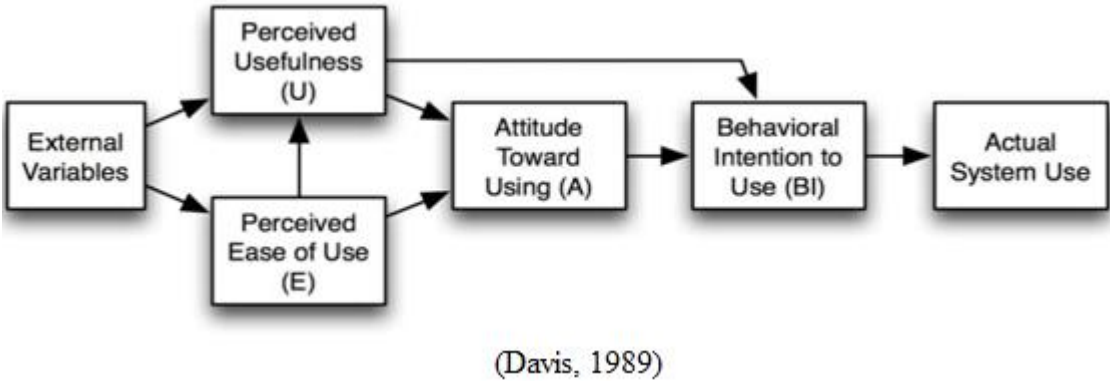 External
Variables
Perceived
Usefulness
(U)
Perceived
Ease of Use
(E)
Attitude
Toward
Using (A)
Behavioral
Intention to
Use (BI)
Actual
System Use
(Davis, 1989)